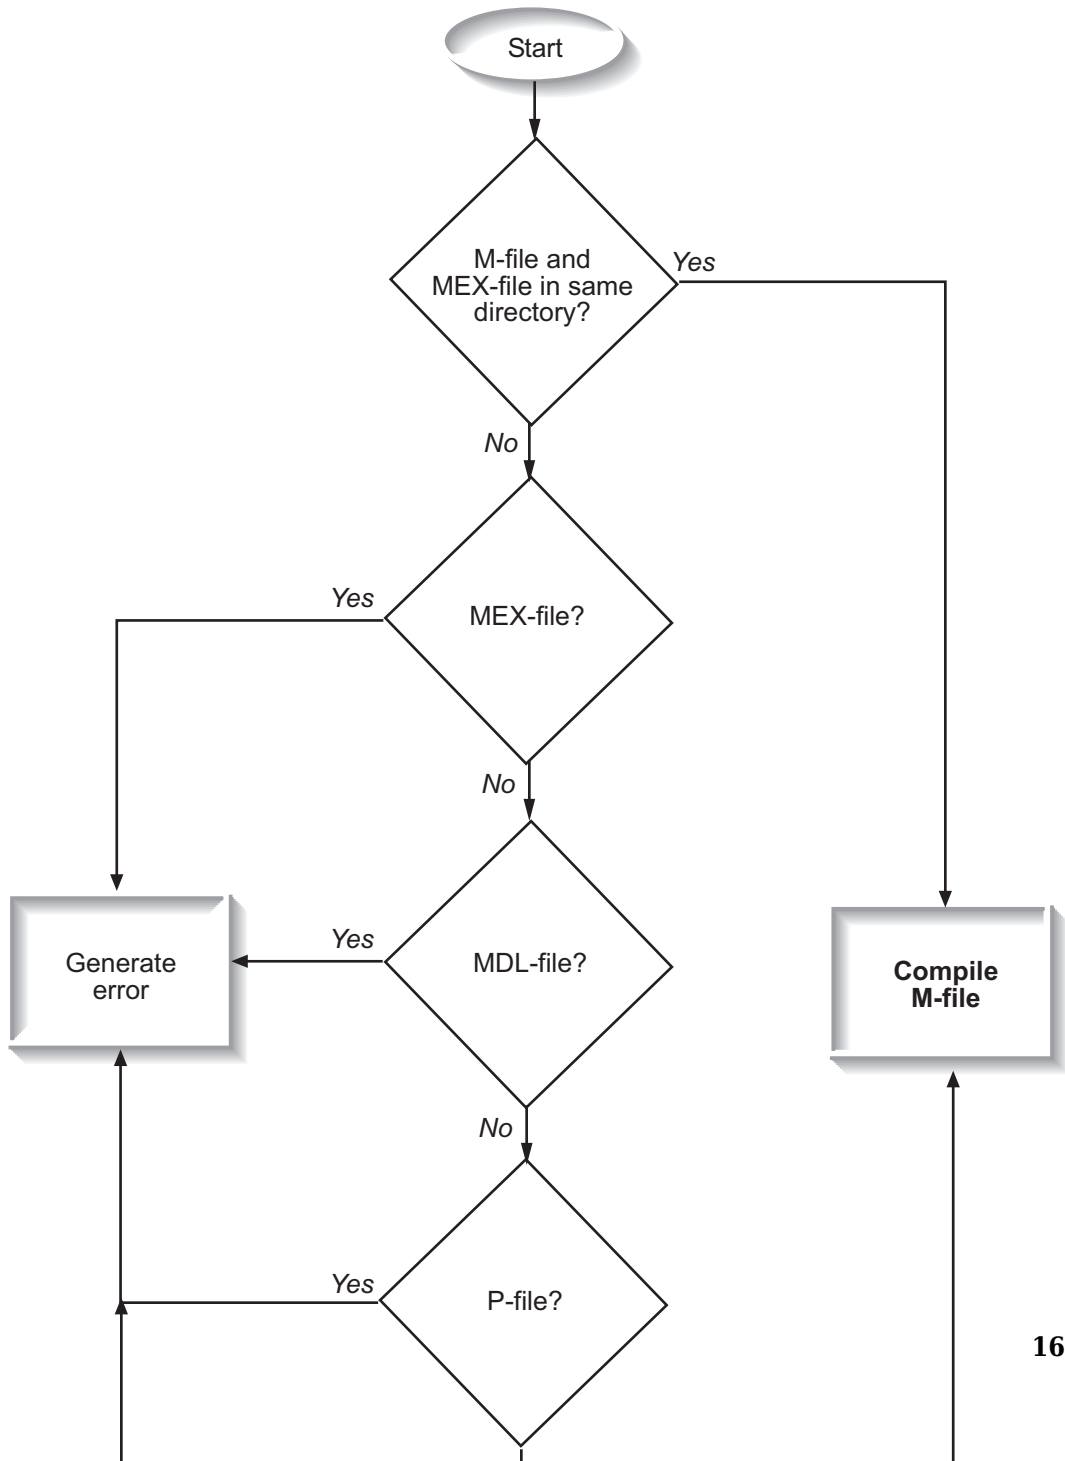 Start
M-file and
MEX-file in same
directory?
Yes
No
MEX-file?
Yes
No
MDL-file?
Yes
Generate
error
Compile
M-file
No
P-file?
Yes
16